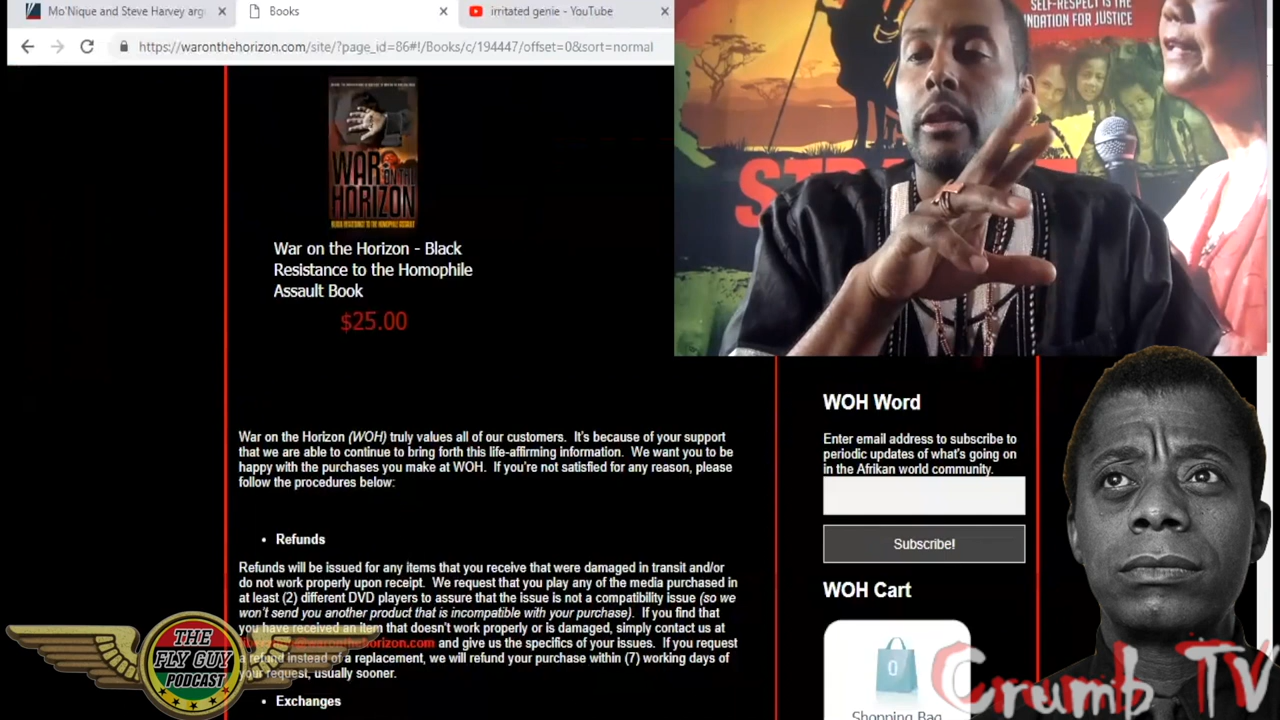 Mo'Nique and Steve Harvey arg
Books
irritated genie - YouTube
https://waronthehorizon.com/site/?page_id=86#!/Books/c/194447/offset=0&sort=normal
SELF-RESPECT IS THE
NDATION FOR JUSTICE
WAR
ON THE
HORIZON
War on the Horizon - Black
Resistance to the Homophile
Assault Book
$25.00
War on the Horizon (WOH) truly values all of our customers. It's because of your support
that we are able to continue to bring forth this life-affirming information. We want you to be
happy with the purchases you make at WOH. If you're not satisfied for any reason, please
follow the procedures below:
• Refunds
Refunds will be issued for any items that you receive that were damaged in transit and/or
do not work properly upon receipt. We request that you play any of the media purchased in
at least (2) different DVD players to assure that the issue is not a compatibility issue (so we
won't send you another product that is incompatible with your purchase). If you find that
you have received an item that doesn't work properly or is damaged, simply contact us at
@waronthehorizon.com and give us the specifics of your issues. If you request
a refund instead of a replacement, we will refund your purchase within (7) working days of
your request, usually sooner.
• Exchanges
WOH Word
Enter email address to subscribe to
periodic updates of what's going on
in the Afrikan world community.
Subscribe!
WOH Cart
0
Shopping Bag
THE
FLY GUY
PODCAST
Crumb TV